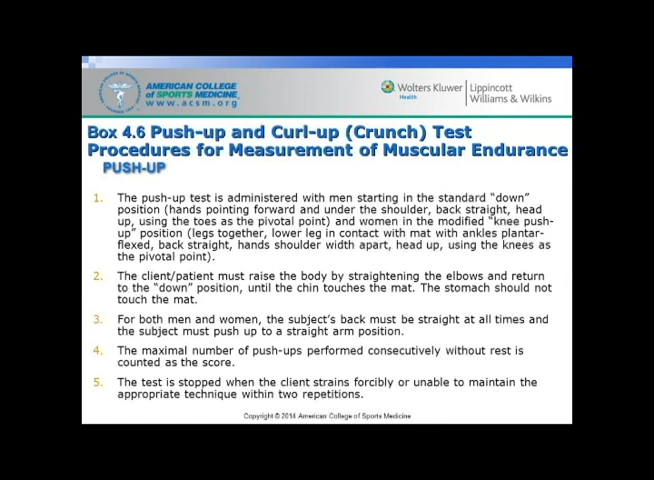 AMERICAN COLLEGE
of SPORTS MEDICINE
www.acsm.org
Wolters Kluwer
Health
Lippincott
Williams & Wilkins
Box 4.6 Push-up and Curl-up (Crunch) Test
Procedures for Measurement of Muscular Endurance
PUSH-UP
1. The push-up test is administered with men starting in the standard “down”
position (hands pointing forward and under the shoulder, back straight, head
up, using the toes as the pivotal point) and women in the modified “knee push-
up” position (legs together, lower leg in contact with mat with ankles plantar-
flexed, back straight, hands shoulder width apart, head up, using the knees as
the pivotal point).
2. The client/patient must raise the body by straightening the elbows and return
to the “down” position, until the chin touches the mat. The stomach should not
touch the mat.
3. For both men and women, the subject’s back must be straight at all times and
the subject must push up to a straight arm position.
4. The maximal number of push-ups performed consecutively without rest is
counted as the score.
5. The test is stopped when the client strains forcibly or unable to maintain the
appropriate technique within two repetitions.
Copyright © 2014 American College of Sports Medicine